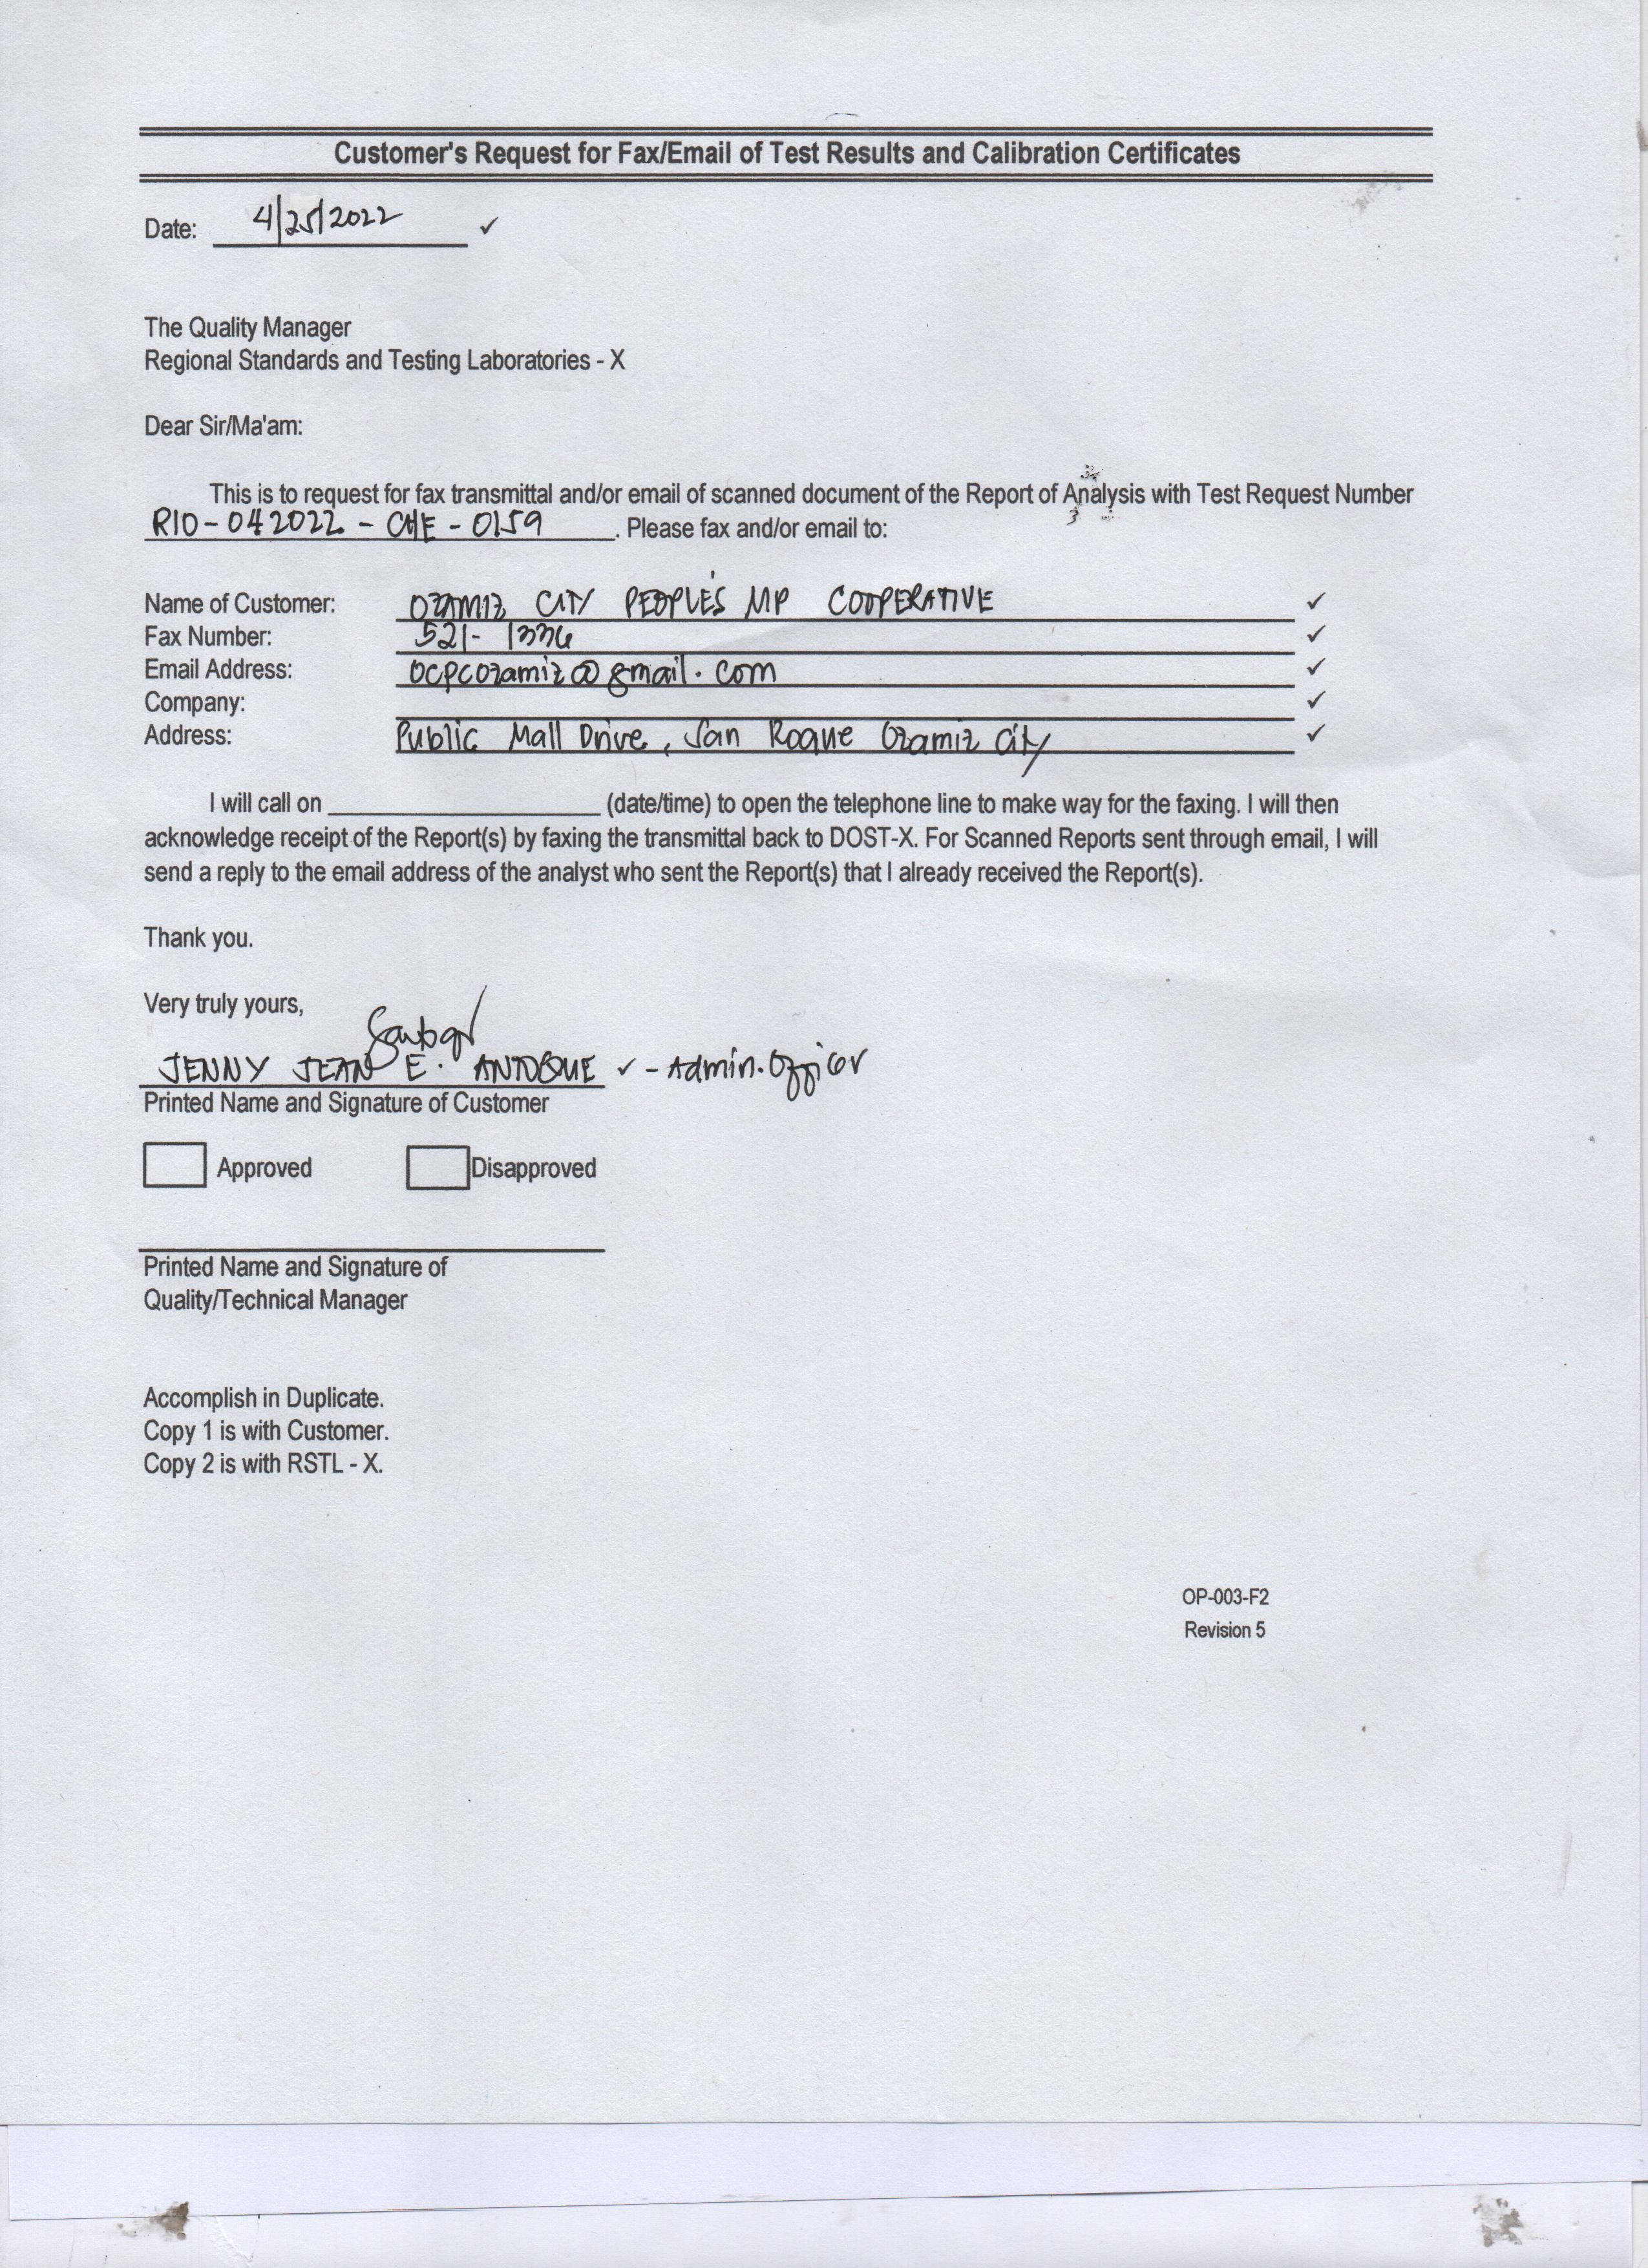 Customer's Request for Fax/Email of Test Results and Calibration Certificates
Date: 4/25/2022 ✓
The Quality Manager
Regional Standards and Testing Laboratories - X
Dear Sir/Ma'am:
This is to request for fax transmittal and/or email of scanned document of the Report of Analysis with Test Request Number
R10-042022-CHE-0159. Please fax and/or email to:
Name of Customer: OZAMIZ CITY PEOPLE'S MP COOPERATIVE ✓
Fax Number: 521-1336 ✓
Email Address: ocpcozamiz@gmail.com ✓
Company: ✓
Address: Public Mall Drive, San Roque Ozamiz City ✓
I will call on ____________________ (date/time) to open the telephone line to make way for the faxing. I will then
acknowledge receipt of the Report(s) by faxing the transmittal back to DOST-X. For Scanned Reports sent through email, I will
send a reply to the email address of the analyst who sent the Report(s) that I already received the Report(s).
Thank you.
Very truly yours,
JENNY JEAN E. ✓ - Admin. Officer
Printed Name and Signature of Customer
Approved Disapproved
Printed Name and Signature of
Quality/Technical Manager
Accomplish in Duplicate.
Copy 1 is with Customer.
Copy 2 is with RSTL - X.
OP-003-F2
Revision 5